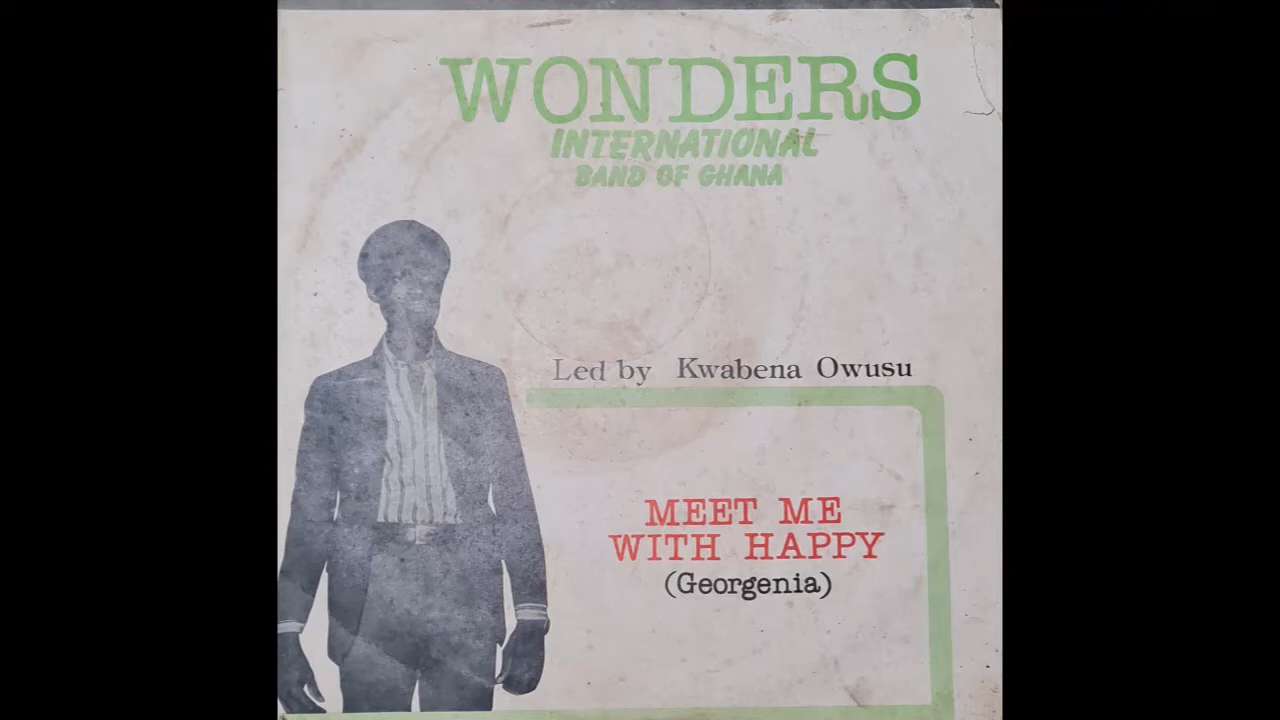 WONDERS
INTERNATIONAL
BAND OF GHANA
Led by Kwabena Owusu
MEET ME
WITH HAPPY
(Georgenia)